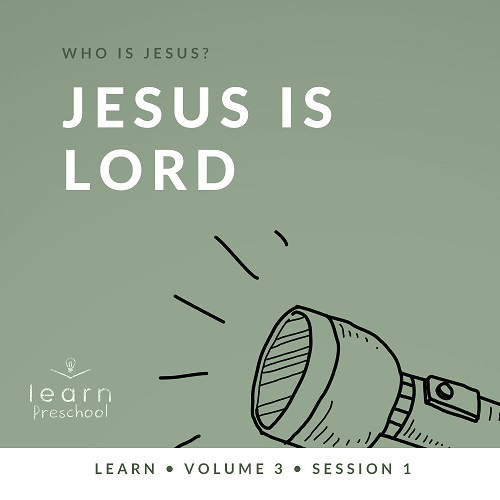 WHO IS JESUS?
JESUS IS
LORD
learn
Preschool
LEARN • VOLUME 3 • SESSION 1